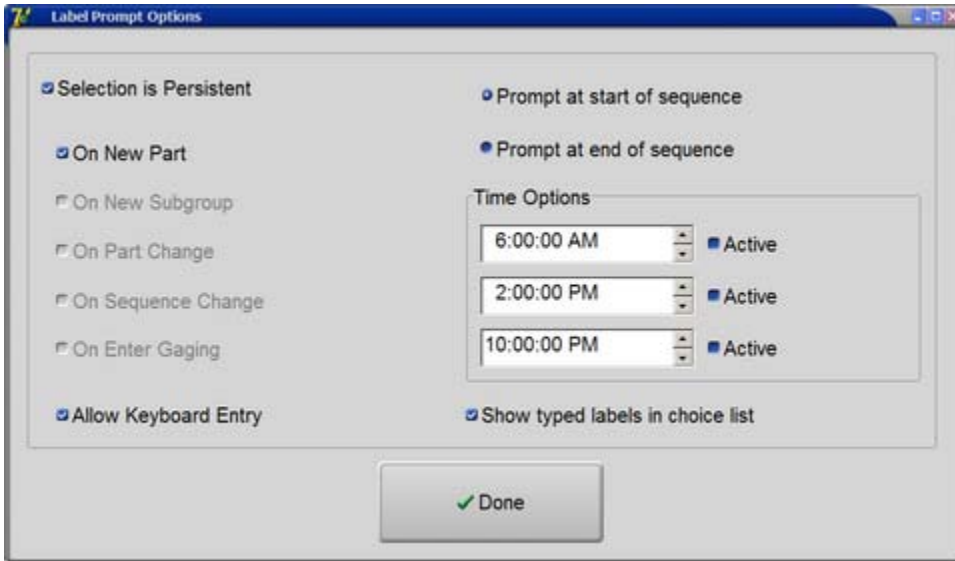 Label Prompt Options
Selection is Persistent
Prompt at start of sequence
On New Part
Prompt at end of sequence
On New Subgroup
Time Options
On Part Change
6:00:00 AM
Active
On Sequence Change
2:00:00 PM
Active
On Enter Gaging
10:00:00 PM
Active
Allow Keyboard Entry
Show typed labels in choice list
Done